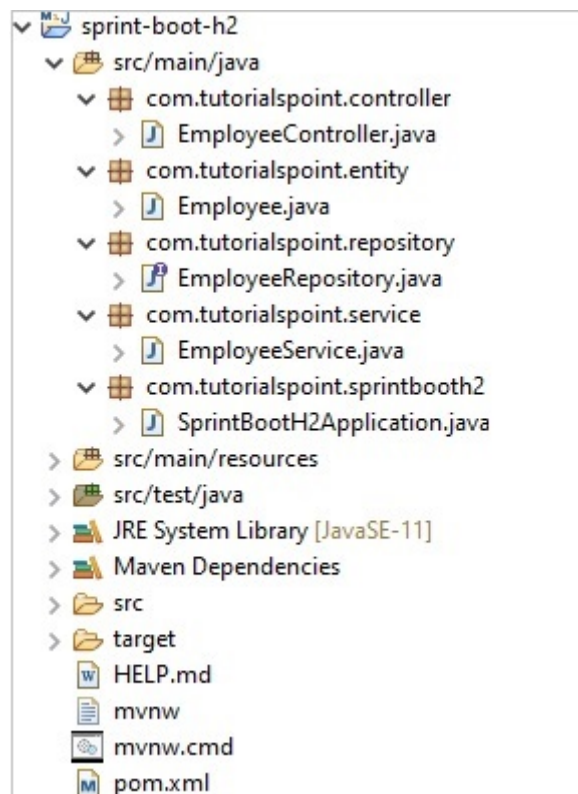 sprint-boot-h2
src/main/java
com.tutorialspoint.controller
EmployeeController.java
com.tutorialspoint.entity
Employee.java
com.tutorialspoint.repository
EmployeeRepository.java
com.tutorialspoint.service
EmployeeService.java
com.tutorialspoint.sprintbooth2
SprintBootH2Application.java
src/main/resources
src/test/java
JRE System Library [JavaSE-11]
Maven Dependencies
src
target
HELP.md
mvnw
mvnw.cmd
pom.xml